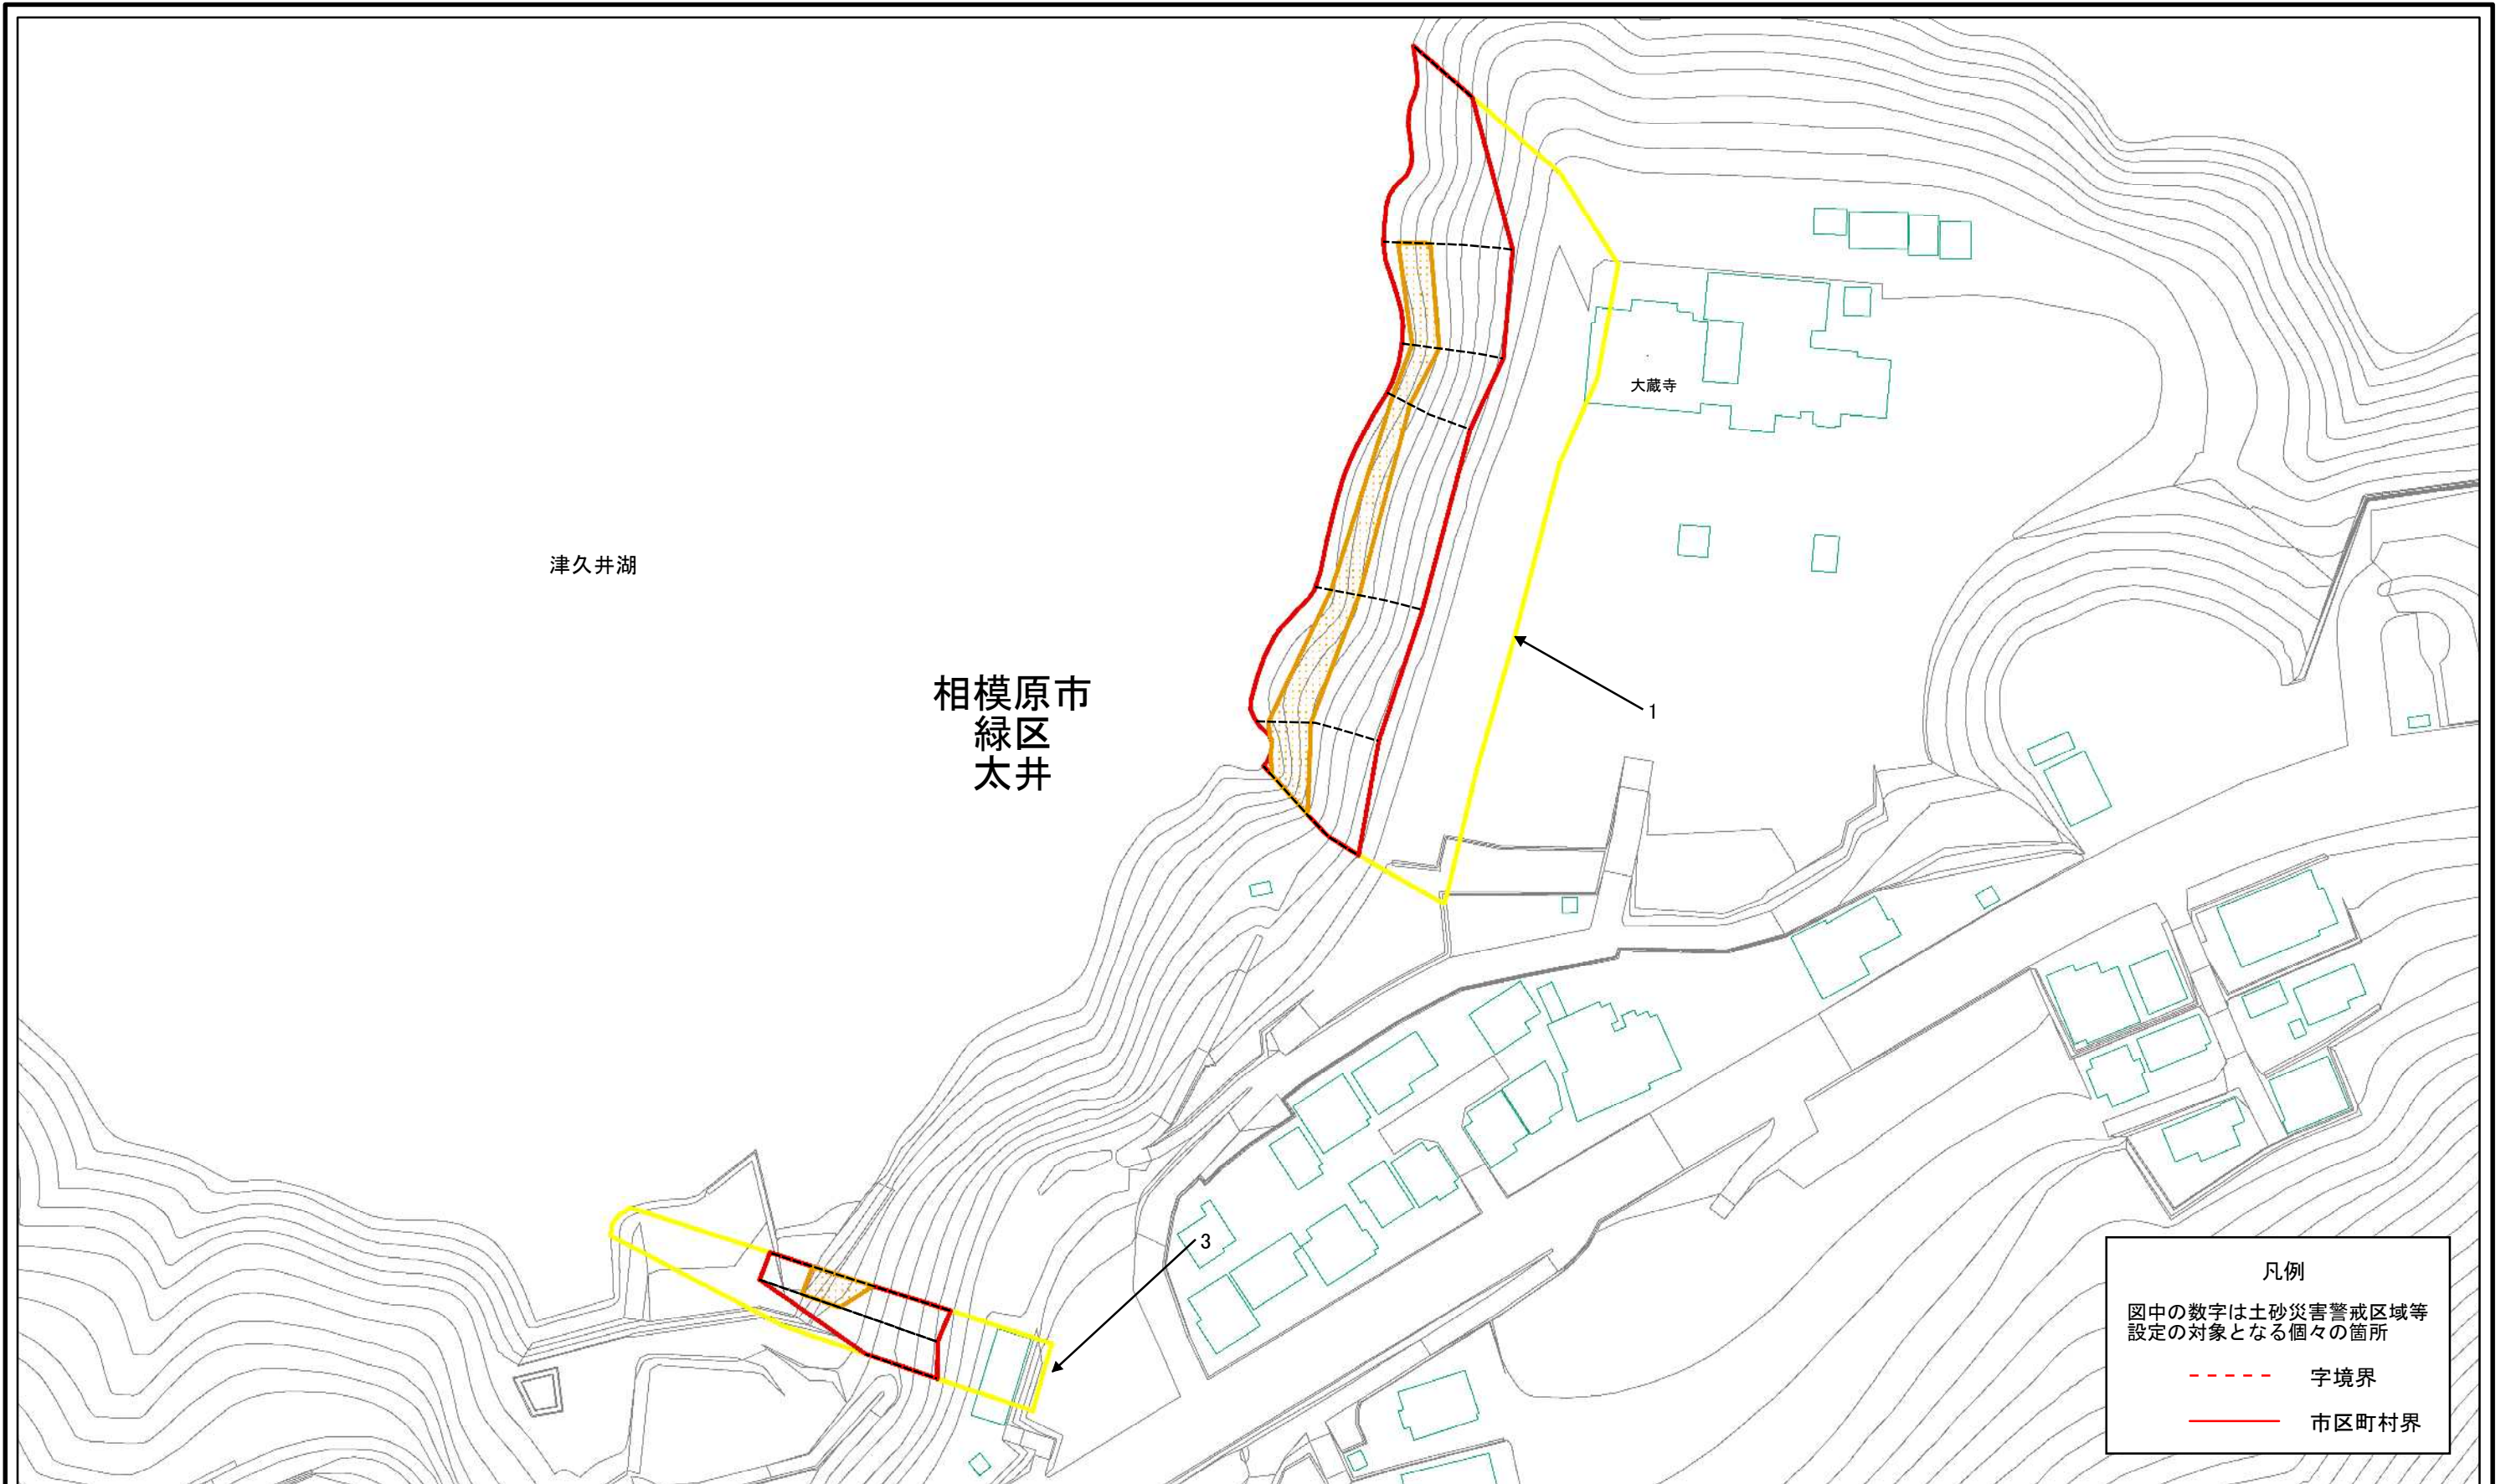 大蔵寺
津久井湖
相模原市
緑区
太井
1
3
凡例
図中の数字は土砂災害警戒区域等
設定の対象となる個々の箇所
字境界
市区町村界